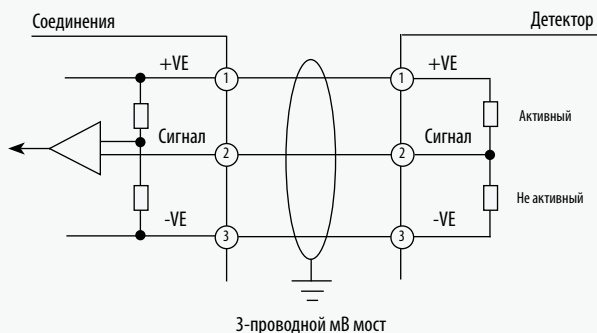 Соединения
Детектор
+VE
1
1
+VE
Активный
Сигнал
2
2
Сигнал
Не активный
-VE
3
3
-VE
3-проводной мВ мост